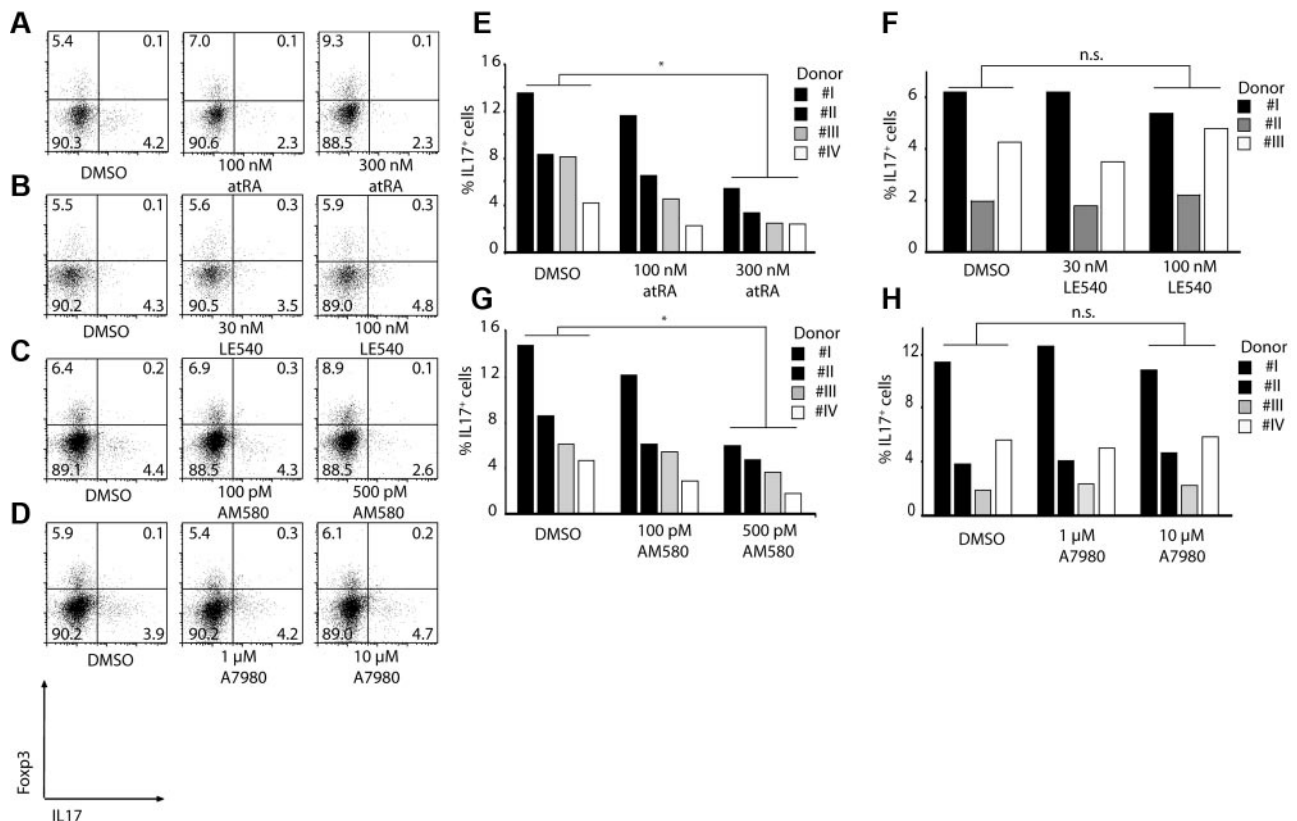 A
5.4 0.1
90.3 4.2
DMSO
7.0 0.1
90.6 2.3
100 nM
atRA
9.3 0.1
88.5 2.3
300 nM
atRA
B
5.5 0.1
90.2 4.3
DMSO
5.6 0.3
90.5 3.5
30 nM
LE540
5.9 0.3
89.0 4.8
100 nM
LE540
C
6.4 0.2
89.1 4.4
DMSO
6.9 0.3
88.5 4.3
100 pM
AM580
8.9 0.1
88.5 2.6
500 pM
AM580
D
5.9 0.1
90.2 3.9
DMSO
5.4 0.3
90.2 4.2
1 µM
A7980
6.1 0.2
89.0 4.7
10 µM
A7980
Foxp3
IL17
E
% IL17+ cells
16
12
8
4
0
*
Donor
#I
#II
#III
#IV
DMSO
100 nM
atRA
300 nM
atRA
F
% IL17+ cells
6
4
2
0
n.s.
Donor
#I
#II
#III
DMSO
30 nM
LE540
100 nM
LE540
G
% IL17+ cells
16
12
8
4
0
*
Donor
#I
#II
#III
#IV
DMSO
100 pM
AM580
500 pM
AM580
H
% IL17+ cells
12
8
4
0
n.s.
Donor
#I
#II
#III
#IV
DMSO
1 µM
A7980
10 µM
A7980